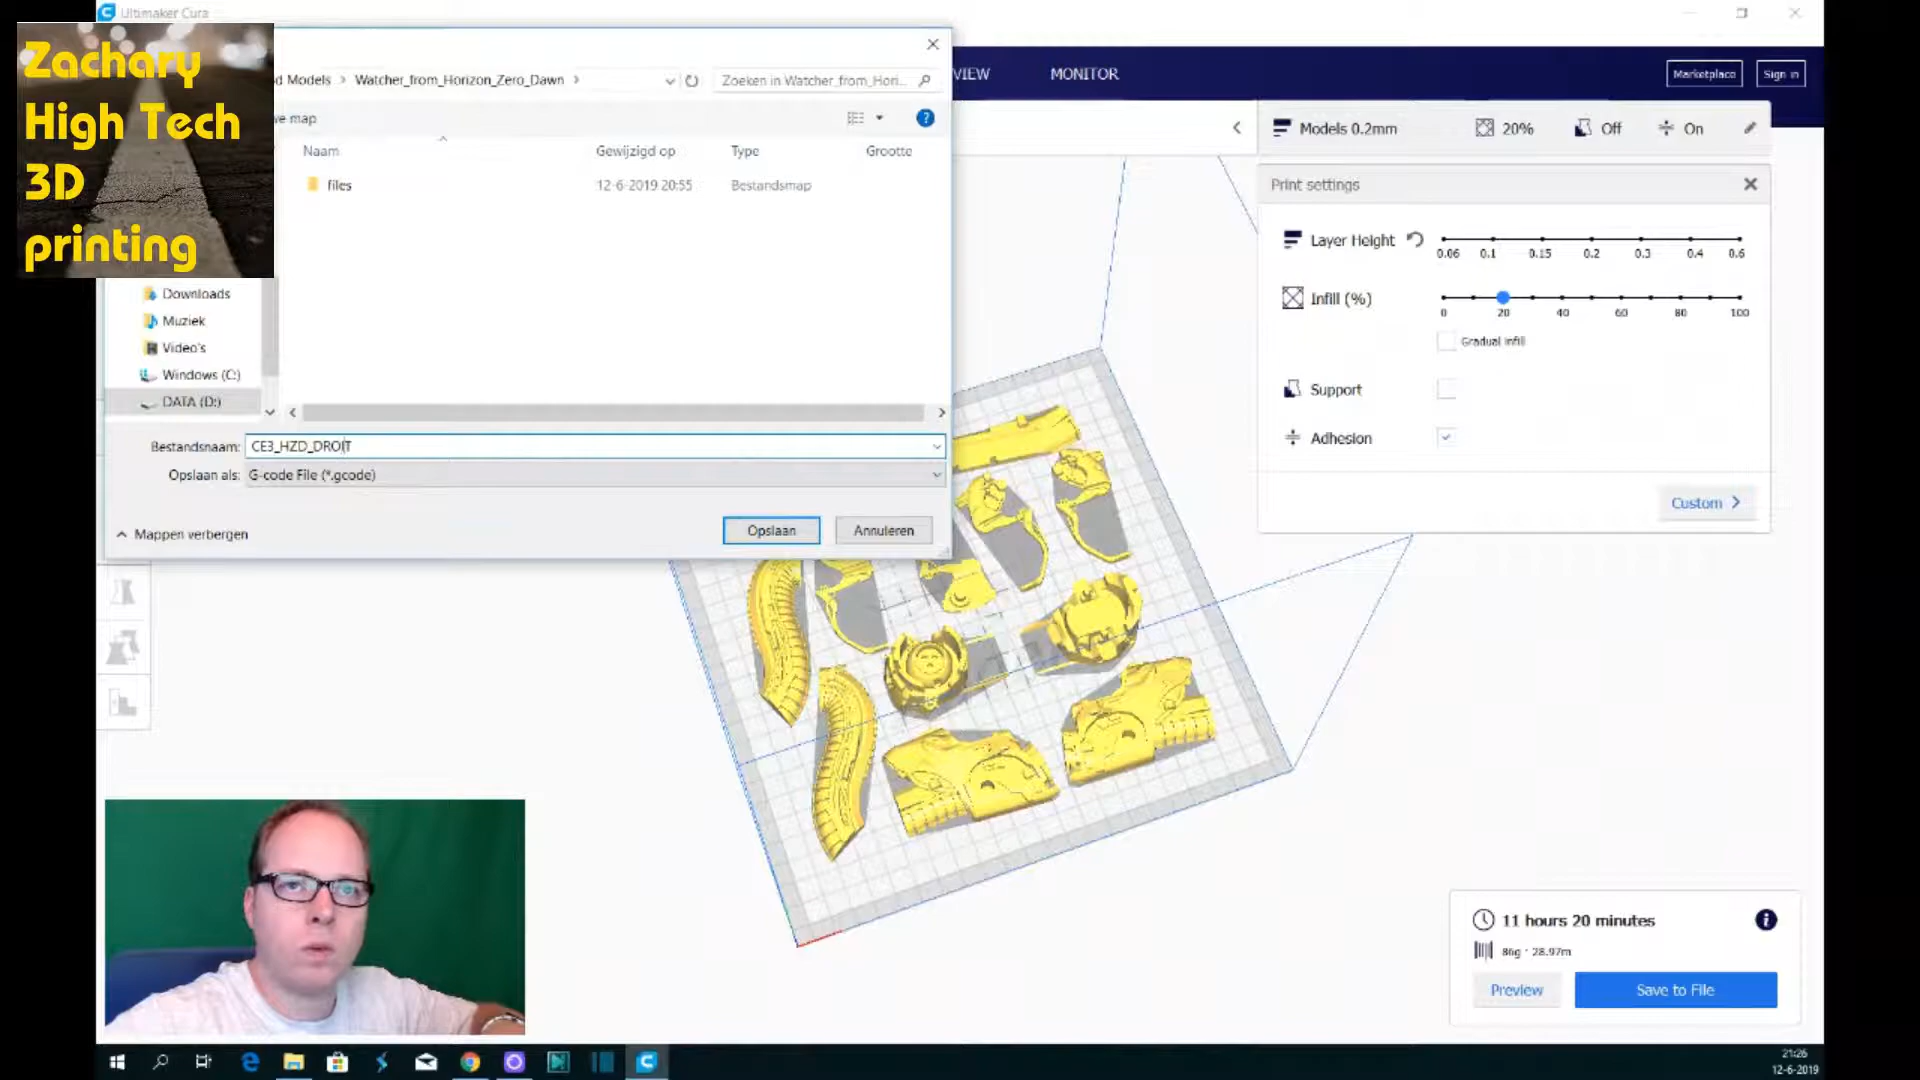 Ultimaker Cura
Zachary
High Tech
3D
printing
d Models > Watcher_from_Horizon_Zero_Dawn >
Zoeken in Watcher_from_Hori...
we map
Naam
Gewijzigd op
Type
Grootte
files
12-6-2019 20:55
Bestandsmap
Downloads
Muziek
Video's
Windows (C:)
DATA (D:)
Bestandsnaam: CE3_HZD_DROIT
Opslaan als: G-code File (*.gcode)
Mappen verbergen
Opslaan
Annuleren
VIEW
MONITOR
Marketplace
Sign in
Models 0.2mm
20%
Off
On
Print settings
Layer Height
0.06 0.1 0.15 0.2 0.3 0.4 0.6
Infill (%)
0 20 40 60 80 100
Gradual infill
Support
Adhesion
Custom >
11 hours 20 minutes
86g · 28.97m
Preview
Save to File
21:26
12-6-2019